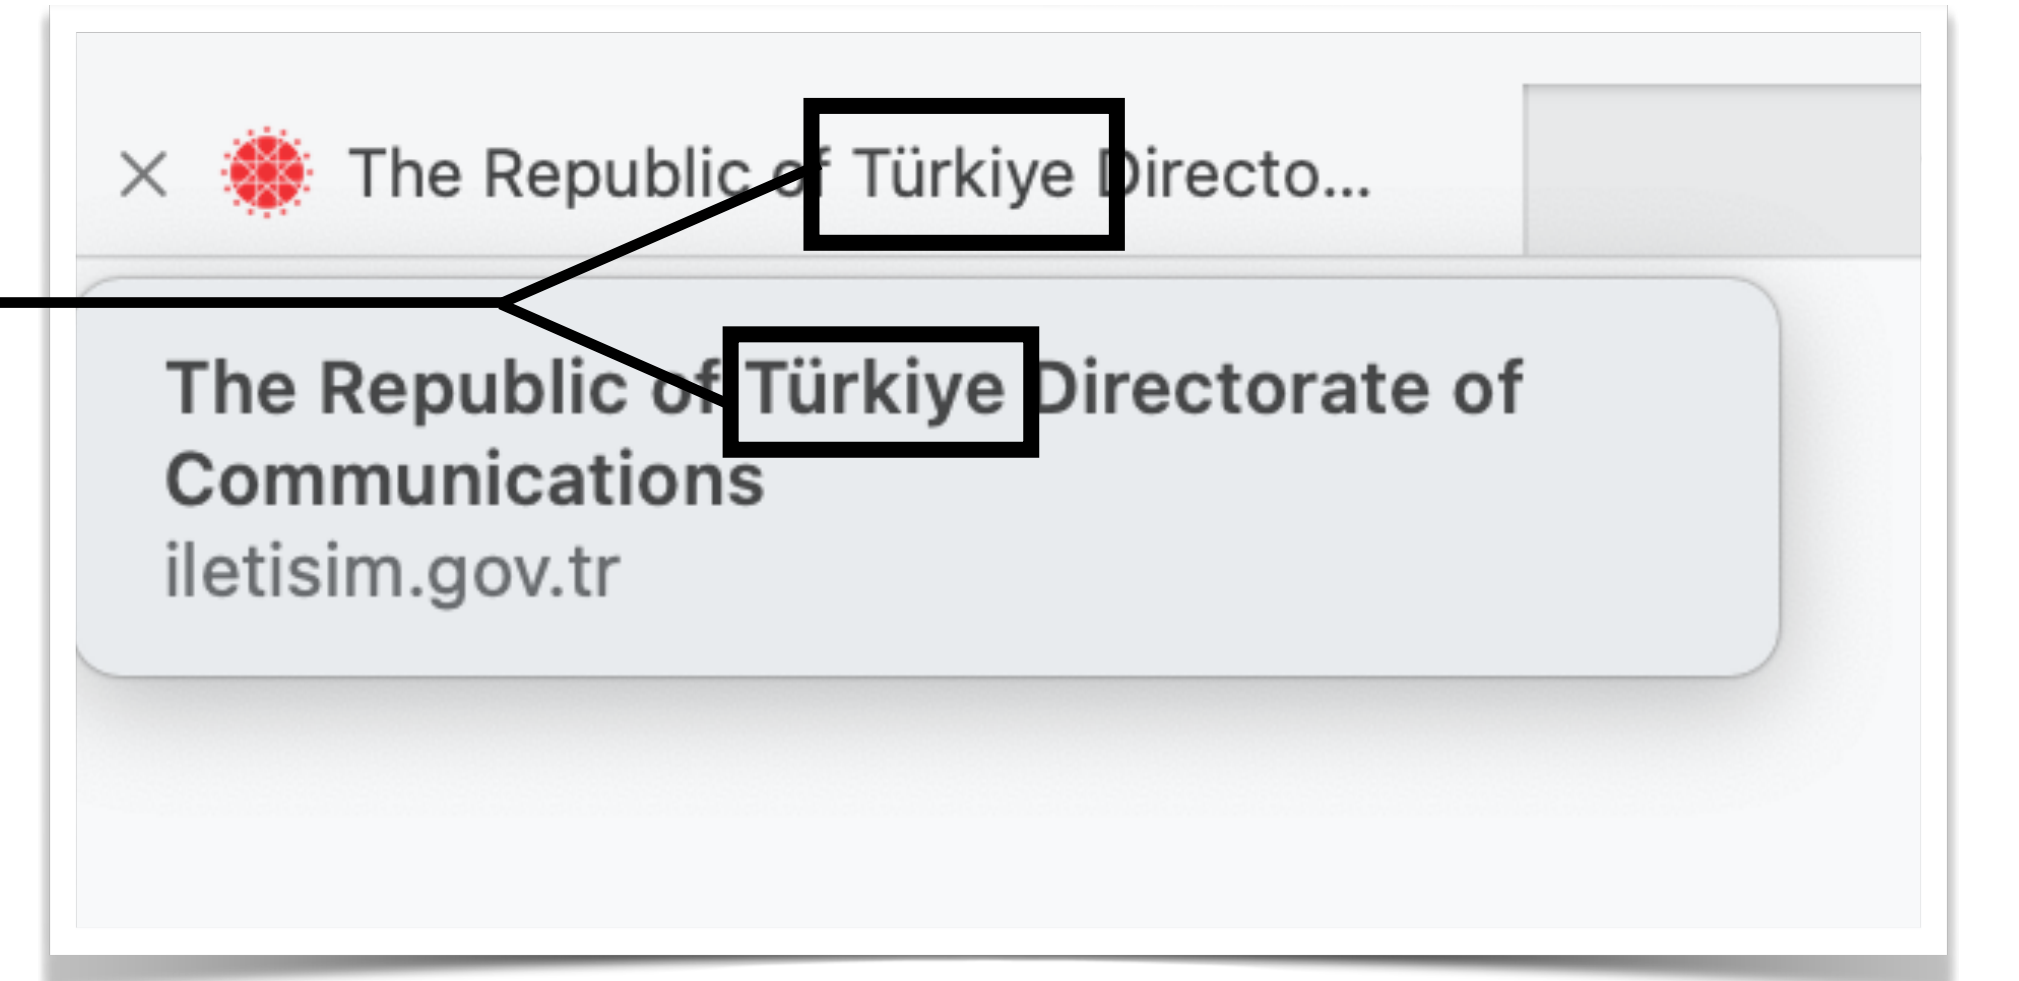 The Republic of Türkiye Directo...
The Republic of Türkiye Directorate of
Communications
iletisim.gov.tr